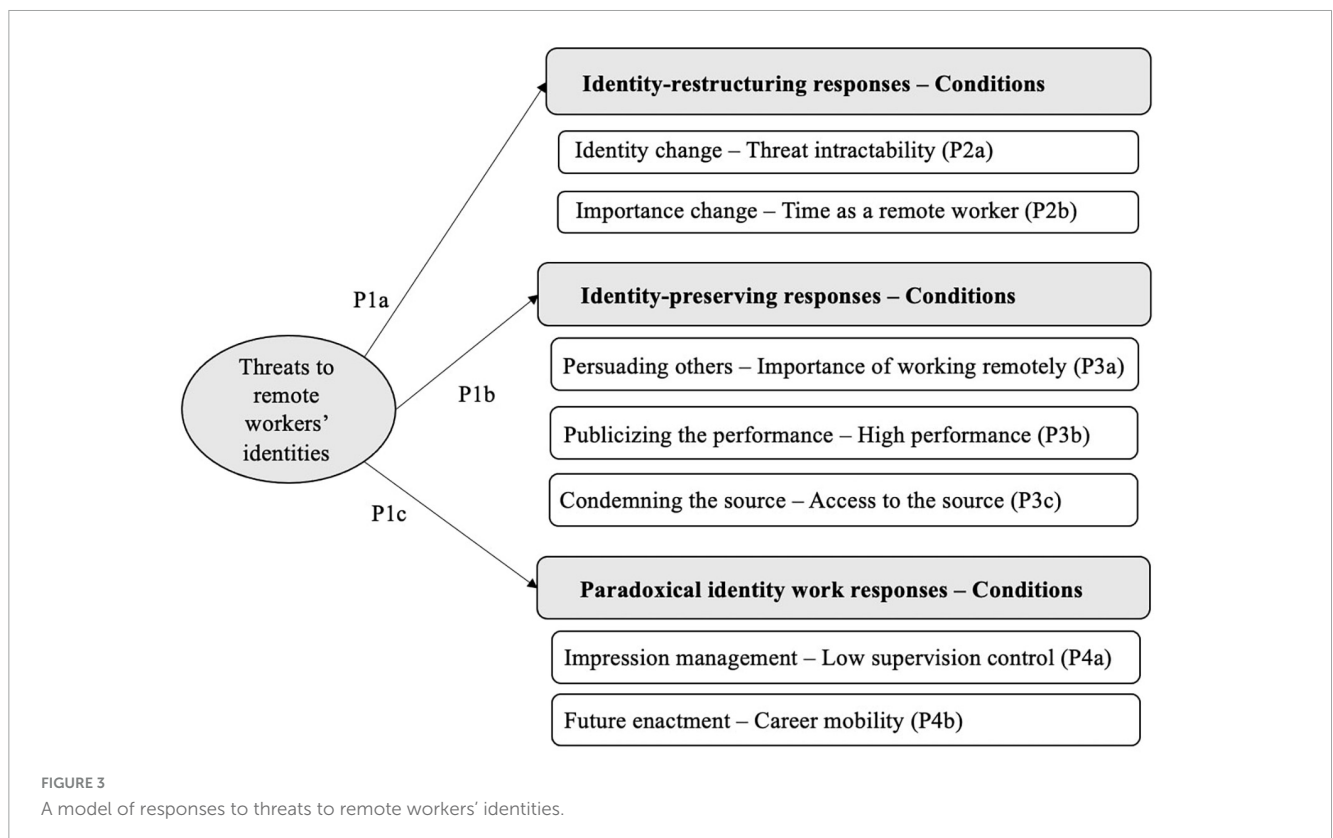 Identity-restructuring responses – Conditions
Identity change – Threat intractability (P2a)
Importance change – Time as a remote worker (P2b)
P1a
Identity-preserving responses – Conditions
Threats to
remote
workers’
identities
P1b
Persuading others – Importance of working remotely (P3a)
Publicizing the performance – High performance (P3b)
Condemning the source – Access to the source (P3c)
P1c
Paradoxical identity work responses – Conditions
Impression management – Low supervision control (P4a)
Future enactment – Career mobility (P4b)
FIGURE 3
A model of responses to threats to remote workers’ identities.